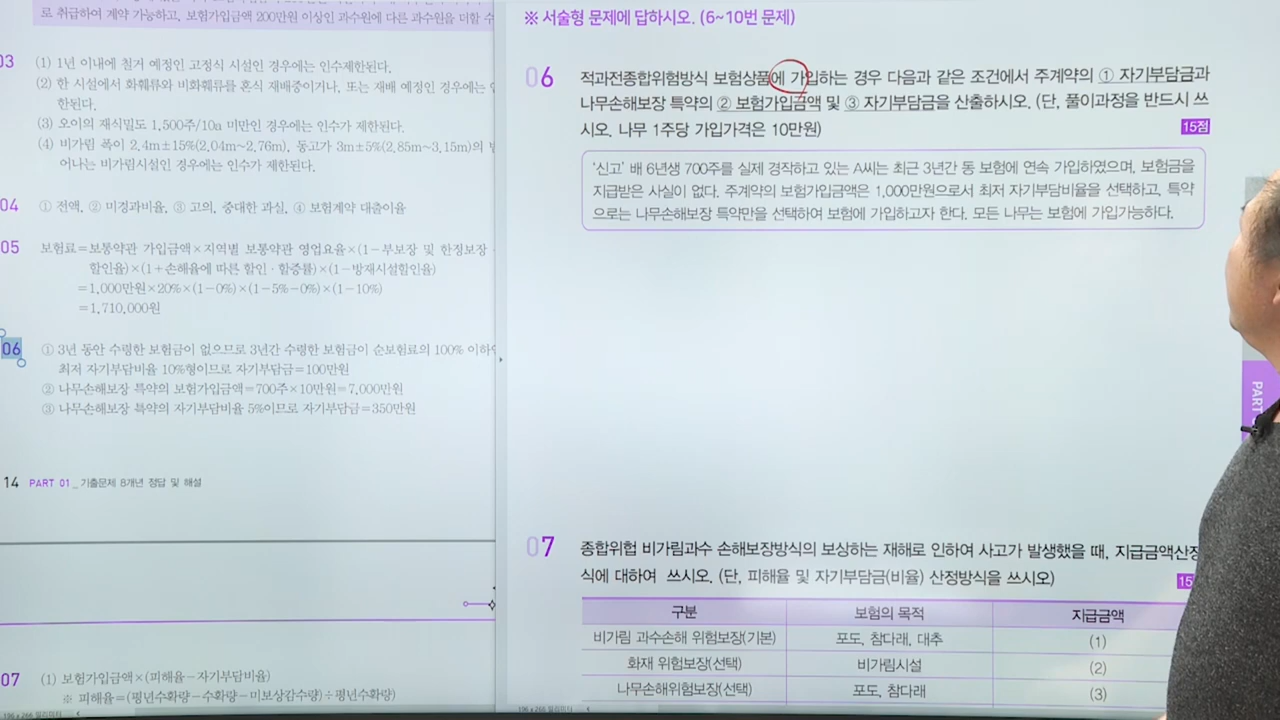 로 취급하여 계약 가능하고, 보험가입금액 200만원 이상인 과수원에 다른 과수원을 더할 수
03 (1) 1년 이내에 철거 예정인 고정식 시설인 경우에는 인수제한된다.
(2) 한 시설에서 화훼류와 비화훼류를 혼식 재배중이거나, 또는 재배 예정인 경우에는
한된다.
(3) 오이의 재식밀도 1,500주/10a 미만인 경우에는 인수가 제한된다.
(4) 비가림 폭이 2.4m±15%(2.04m~2.76m), 동고가 3m±5%(2.85m~3.15m)의
어나는 비가림시설인 경우에는 인수가 제한된다.
04 ① 전액, ② 미경과비율, ③ 고의, 중대한 과실, ④ 보험계약 대출이율
05 보험료=보통약관 가입금액×지역별 보통약관 영업요율×(1-부보장 및 한정보장
할인율)×(1+손해율에 따른 할인·할증률)×(1-방재시설할인율)
=1,000만원×20%×(1-0%)×(1-5%-0%)×(1-10%)
=1,710,000원
06 ① 3년 동안 수령한 보험금이 없으므로 3년간 수령한 보험금이 순보험료의 100% 이하
최저 자기부담비율 10%형이므로 자기부담금=100만원
② 나무손해보장 특약의 보험가입금액=700주×10만원=7,000만원
③ 나무손해보장 특약의 자기부담비율 5%이므로 자기부담금=350만원
14 PART 01_기출문제 8개년 정답 및 해설
07 (1) 보험가입금액×(피해율-자기부담비율)
※ 피해율=(평년수확량-수확량-미보상감수량)÷평년수확량
※ 서술형 문제에 답하시오. (6~10번 문제)
06 적과전종합위험방식 보험상품에 가입하는 경우 다음과 같은 조건에서 주계약의 ① 자기부담금과
나무손해보장 특약의 ② 보험가입금액 및 ③ 자기부담금을 산출하시오. (단, 풀이과정을 반드시 쓰
시오. 나무 1주당 가입가격은 10만원) 15점
'신고' 배 6년생 700주를 실제 경작하고 있는 A씨는 최근 3년간 동 보험에 연속 가입하였으며, 보험금을
지급받은 사실이 없다. 주계약의 보험가입금액은 1,000만원으로서 최저 자기부담비율을 선택하고, 특약
으로는 나무손해보장 특약만을 선택하여 보험에 가입하고자 한다. 모든 나무는 보험에 가입가능하다.
PART
07 종합위험 비가림과수 손해보장방식의 보상하는 재해로 인하여 사고가 발생했을 때, 지급금액산정
식에 대하여 쓰시오. (단, 피해율 및 자기부담금(비율) 산정방식을 쓰시오) 15
구분 보험의 목적 지급금액
비가림 과수손해 위험보장(기본) 포도, 참다래, 대추 (1)
화재 위험보장(선택) 비가림시설 (2)
나무손해위험보장(선택) 포도, 참다래 (3)